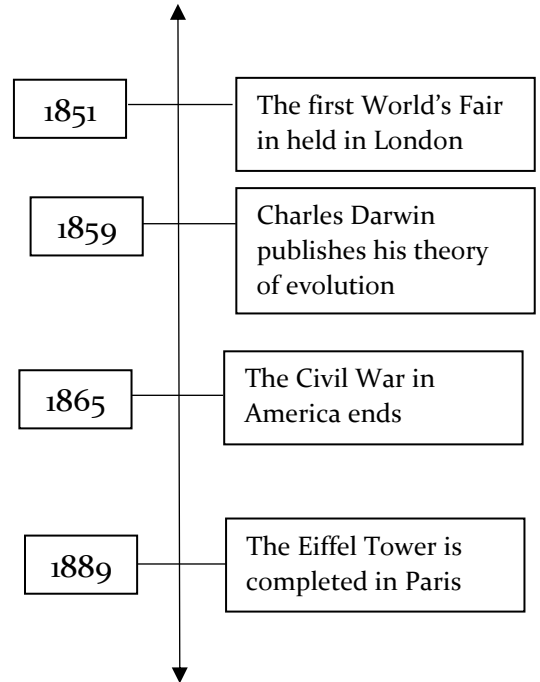 1851
The first World's Fair
in held in London
1859
Charles Darwin
publishes his theory
of evolution
1865
The Civil War in
America ends
1889
The Eiffel Tower is
completed in Paris